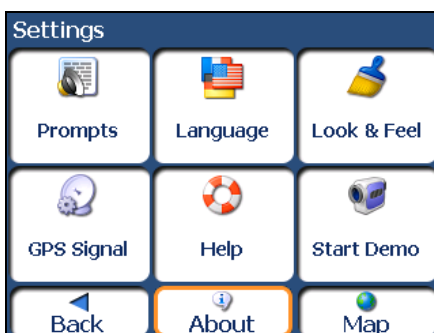 Settings
Prompts
Language
Look & Feel
GPS Signal
Help
Start Demo
Back
About
Map